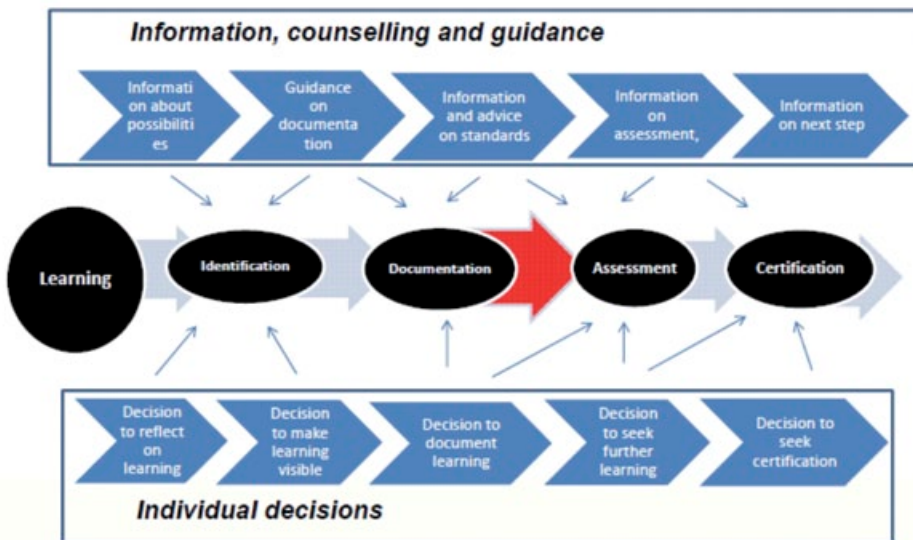 Information, counselling and guidance
Informati
on about
possibiliti
es
Guidance
on
documenta
tion
Information
and advice
on standards
Information
on
assessment,
Information
on next step
Learning
Identification
Documentation
Assessment
Certification
Decision
to reflect
on
learning
Decision
to make
learning
visible
Decision to
document
learning
Decision
to seek
further
learning
Decision to
seek
certification
Individual decisions